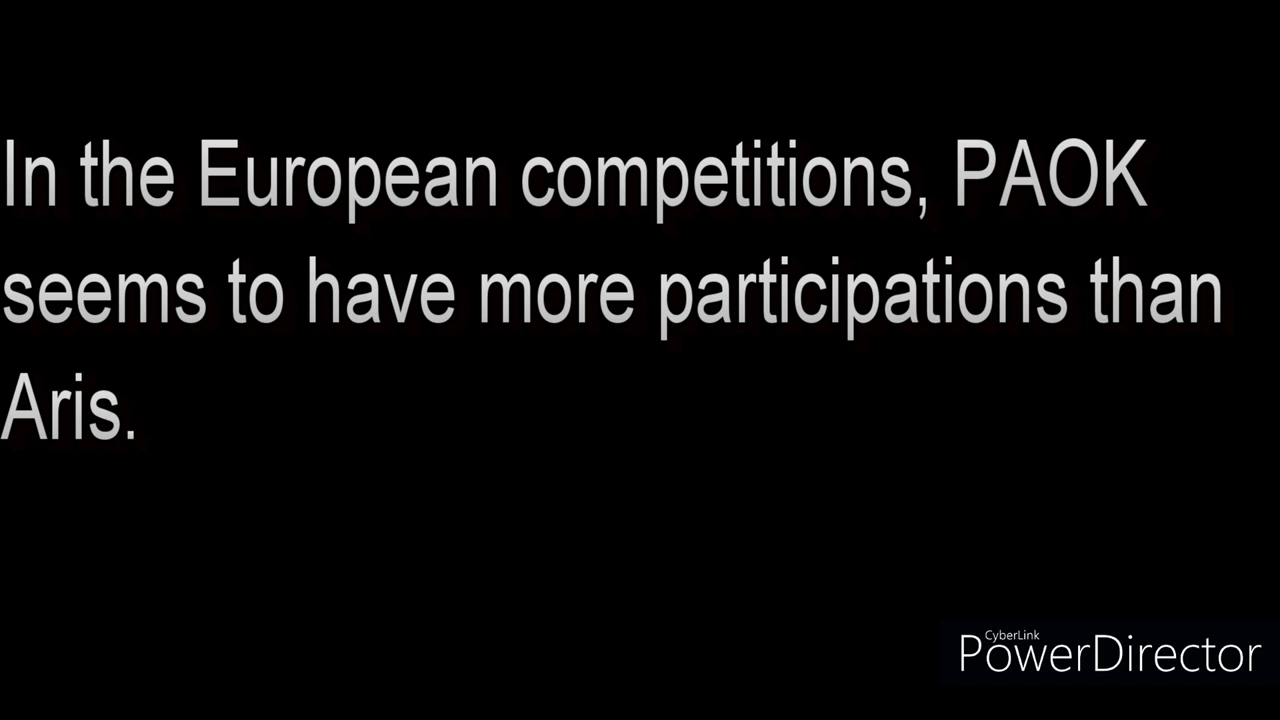 In the European competitions, PAOK
seems to have more participations than
Aris.
CyberLink
PowerDirector